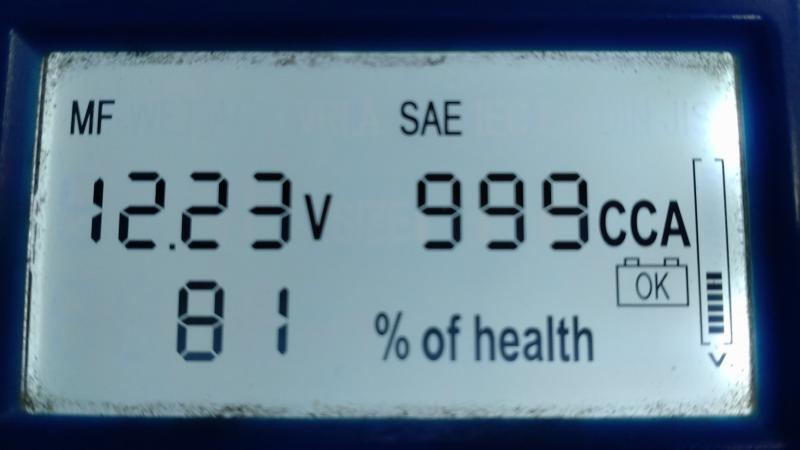 MF SAE
12.23V 999CCA
OK
81 % of health